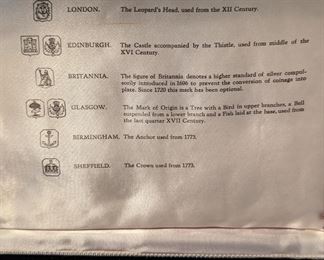 LONDON. The Leopard's Head, used from the XII Century.
EDINBURGH. The Castle accompanied by the Thistle, used from middle of the
XVI Century.
BRITANNIA. The figure of Britannia denotes a higher standard of silver compul-
sorily introduced in 1696 to prevent the conversion of coinage into
plate. Since 1720 this mark has been optional.
GLASGOW. The Mark of Origin is a Tree with a Bird in upper branches, a Bell
suspended from a lower branch and a Fish laid at the base, used from
the last quarter XVII Century.
BIRMINGHAM. The Anchor used from 1773.
SHEFFIELD. The Crown used from 1773.